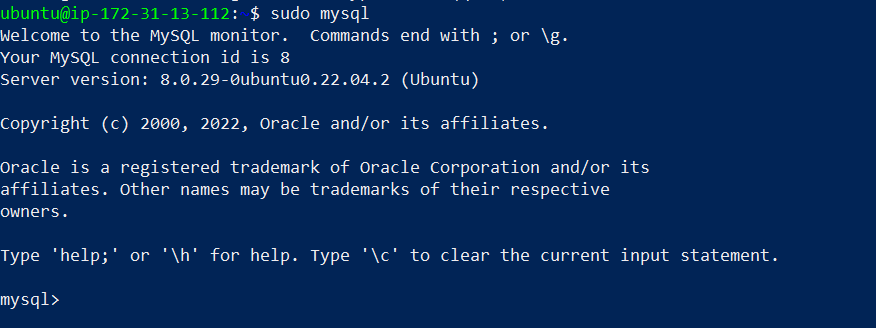 ubuntu@ip-172-31-13-112:~$ sudo mysql
Welcome to the MySQL monitor.  Commands end with ; or \g.
Your MySQL connection id is 8
Server version: 8.0.29-0ubuntu0.22.04.2 (Ubuntu)
Copyright (c) 2000, 2022, Oracle and/or its affiliates.
Oracle is a registered trademark of Oracle Corporation and/or its
affiliates. Other names may be trademarks of their respective
owners.
Type 'help;' or '\h' for help. Type '\c' to clear the current input statement.
mysql>